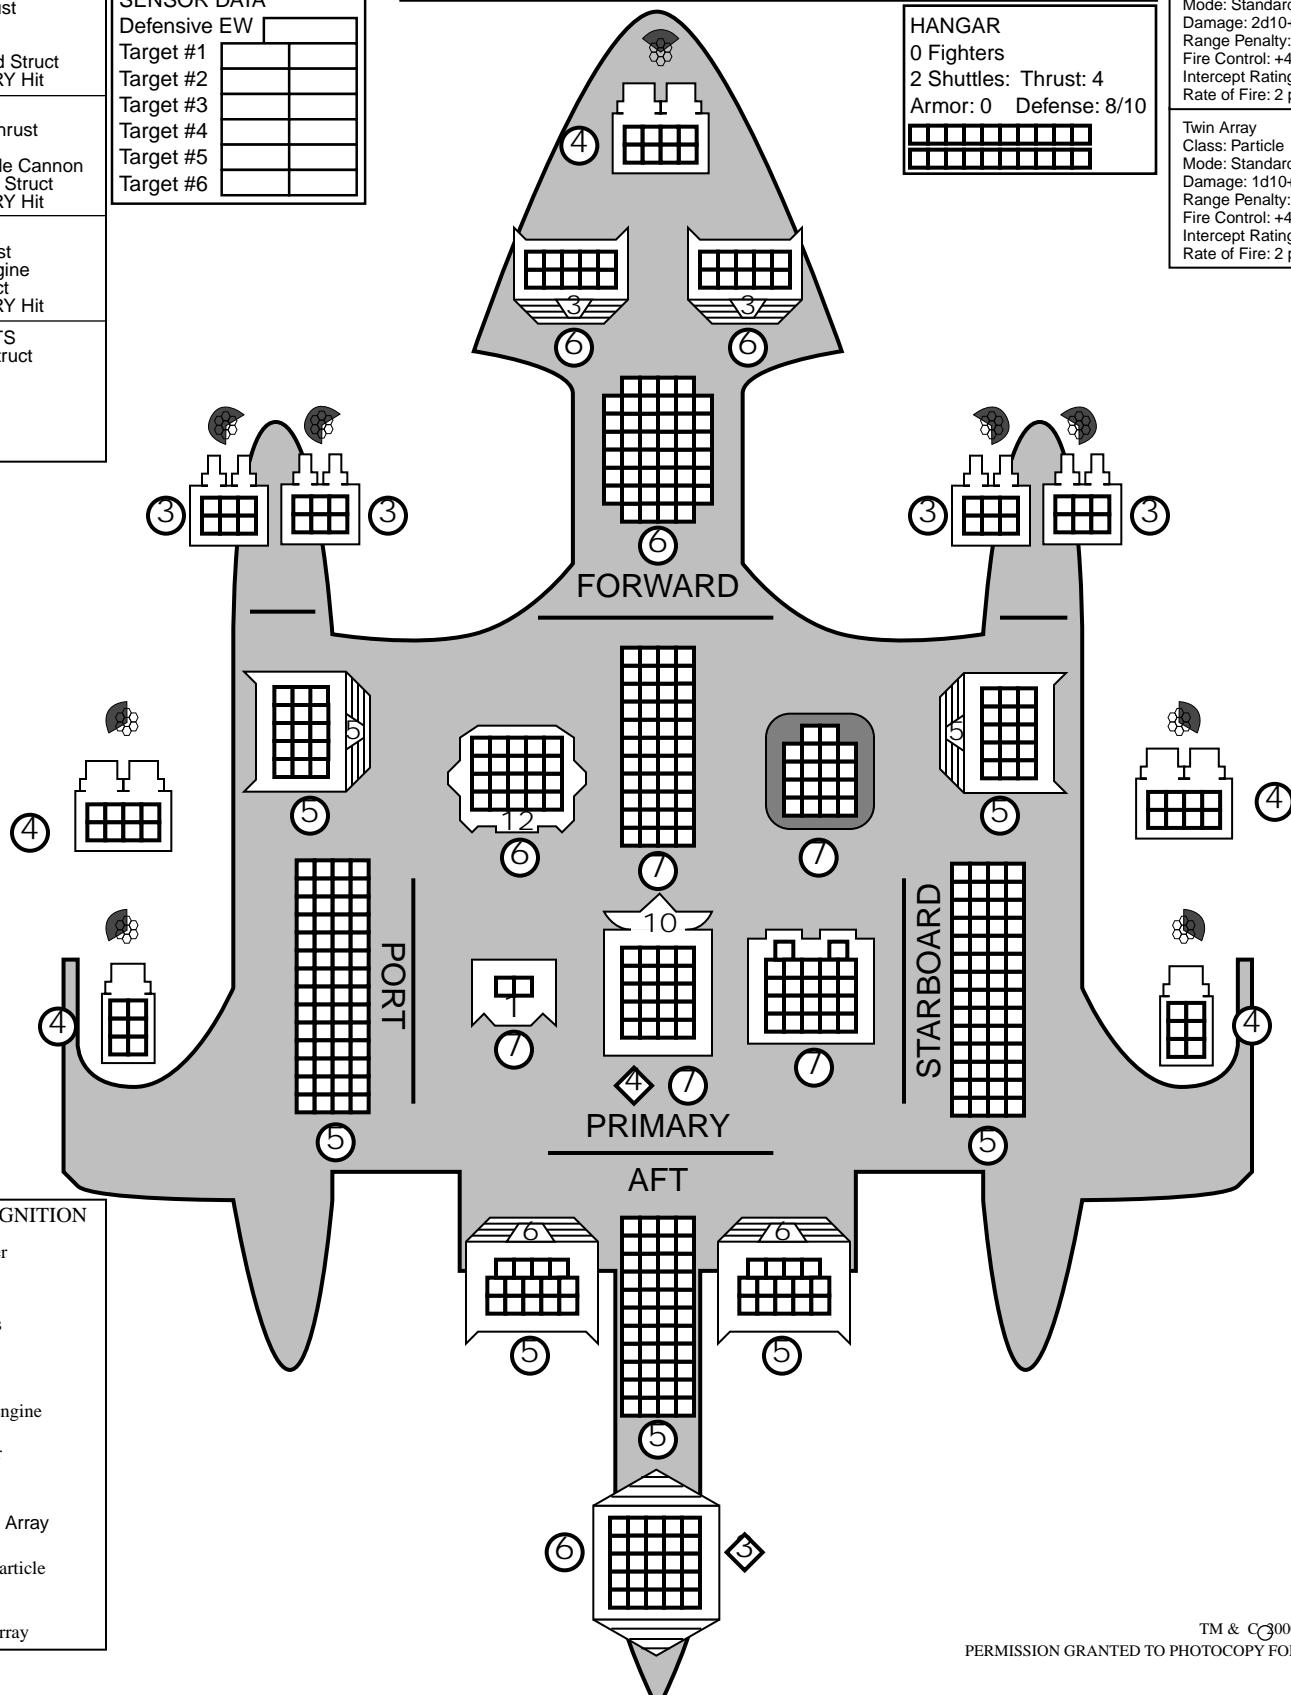 d Struct
RY Hit
hrust
le Cannon
Struct
RY Hit
st
gine
ct
RY Hit
TS
truct
SENSOR DATA
Defensive EW
Target #1
Target #2
Target #3
Target #4
Target #5
Target #6
HANGAR
0 Fighters
2 Shuttles: Thrust: 4
Armor: 0 Defense: 8/10
Mode: Standard
Damage: 2d10+
Range Penalty:
Fire Control: +4
Intercept Rating
Rate of Fire: 2 p
Twin Array
Class: Particle
Mode: Standard
Damage: 1d10+
Range Penalty:
Fire Control: +4
Intercept Rating
Rate of Fire: 2 p
4
3
3
6
6
3
3
3
3
6
FORWARD
5
5
5
5
12
6
7
7
4
4
10
PORT
STARBOARD
1
7
7
4
7
4
4
PRIMARY
5
5
AFT
6
6
5
5
5
6
3
GNITION
er
s
ngine
r
Array
article
rray
TM & C 200
PERMISSION GRANTED TO PHOTOCOPY FO